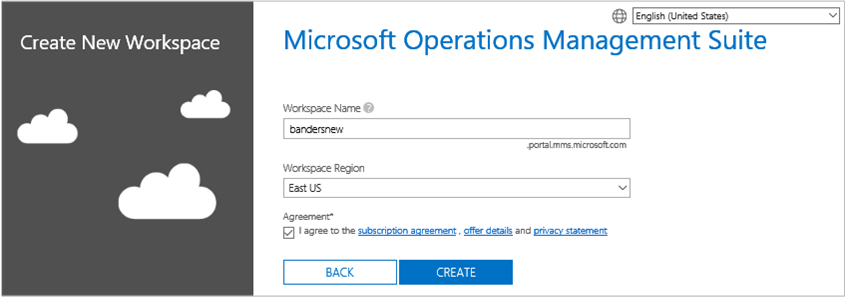 English (United States)
Create New Workspace
Microsoft Operations Management Suite
Workspace Name ?
bandersnew
.portal.mms.microsoft.com
Workspace Region
East US
Agreement*
I agree to the subscription agreement , offer details and privacy statement
BACK
CREATE